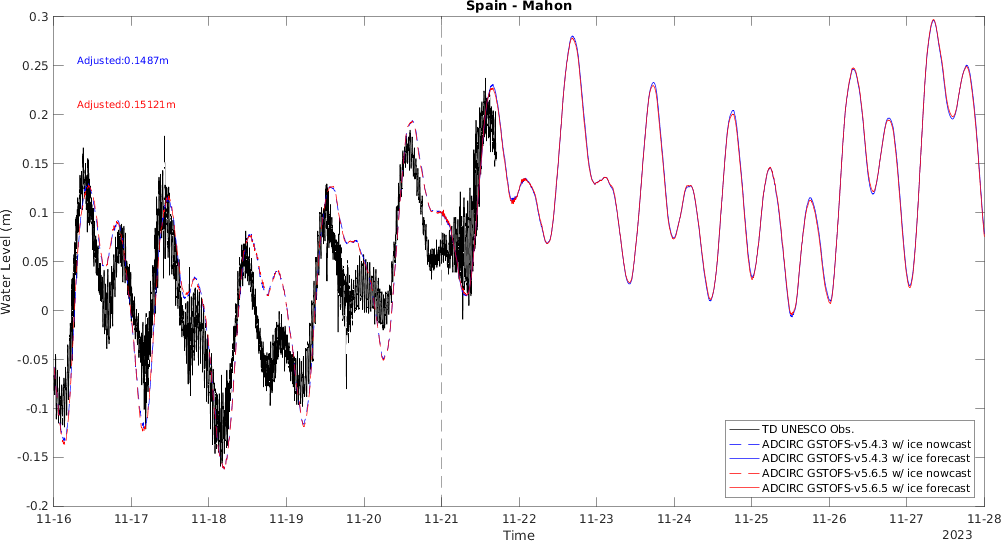 Spain - Mahon
0.3
0.25
0.2
0.15
0.1
0.05
0
-0.05
-0.1
-0.15
-0.2
Water Level (m)
Adjusted:0.1487m
Adjusted:0.15121m
TD UNESCO Obs.
ADCIRC GSTOFS-v5.4.3 w/ ice nowcast
ADCIRC GSTOFS-v5.4.3 w/ ice forecast
ADCIRC GSTOFS-v5.6.5 w/ ice nowcast
ADCIRC GSTOFS-v5.6.5 w/ ice forecast
11-16 11-17 11-18 11-19 11-20 11-21 11-22 11-23 11-24 11-25 11-26 11-27 11-28
Time
2023